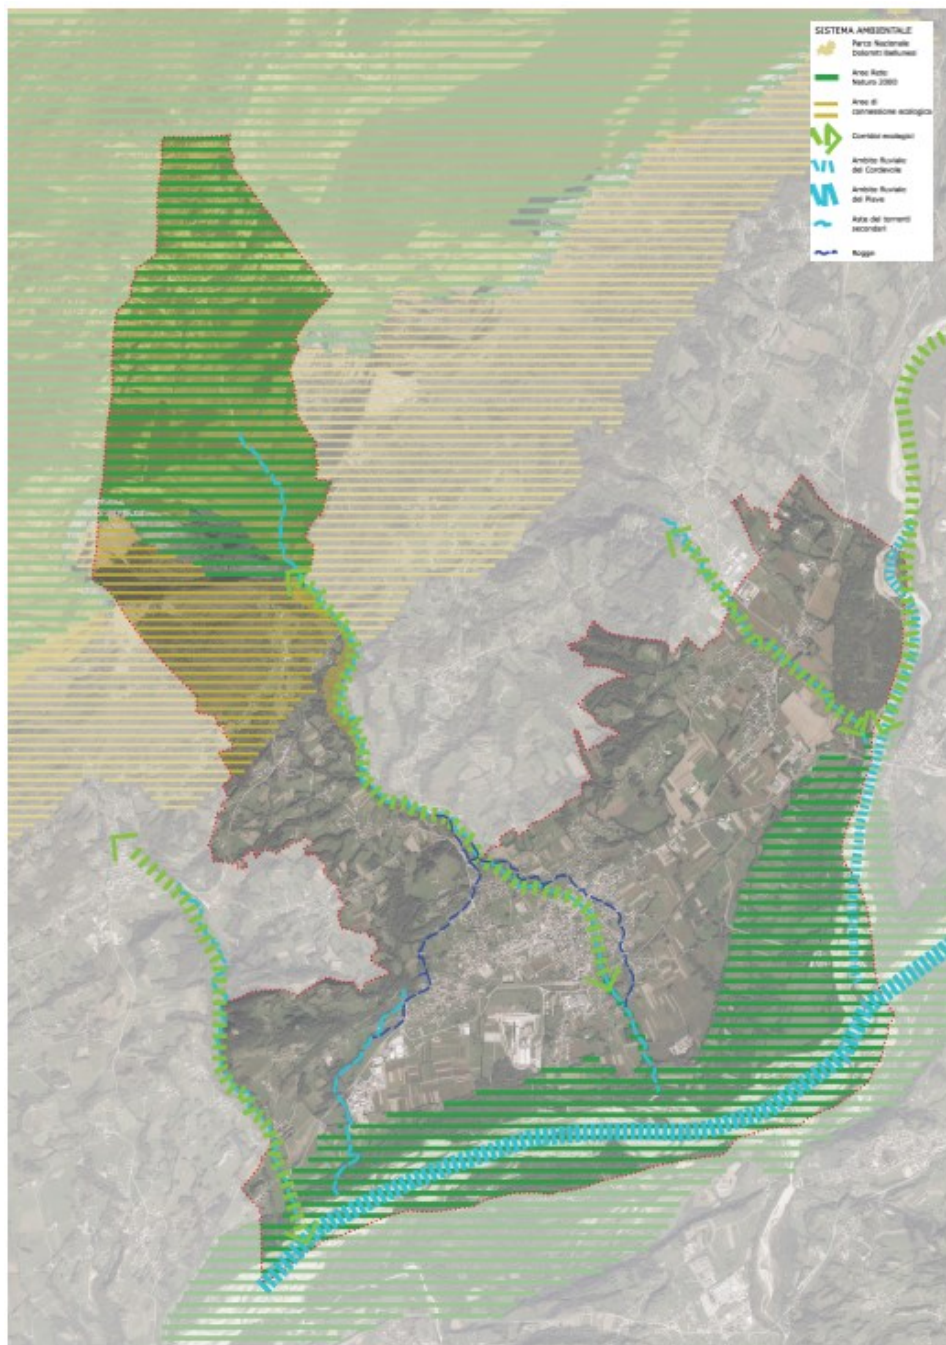 SISTEMA AMBIENTALE
Parco Nazionale
Dolomiti Bellunesi
Aree Rete
Natura 2000
Aree di
connessione ecologica
Corridoi ecologici
Ambito fluviale
del Cordevole
Ambito fluviale
del Piave
Aste dei torrenti
secondari
Rogge